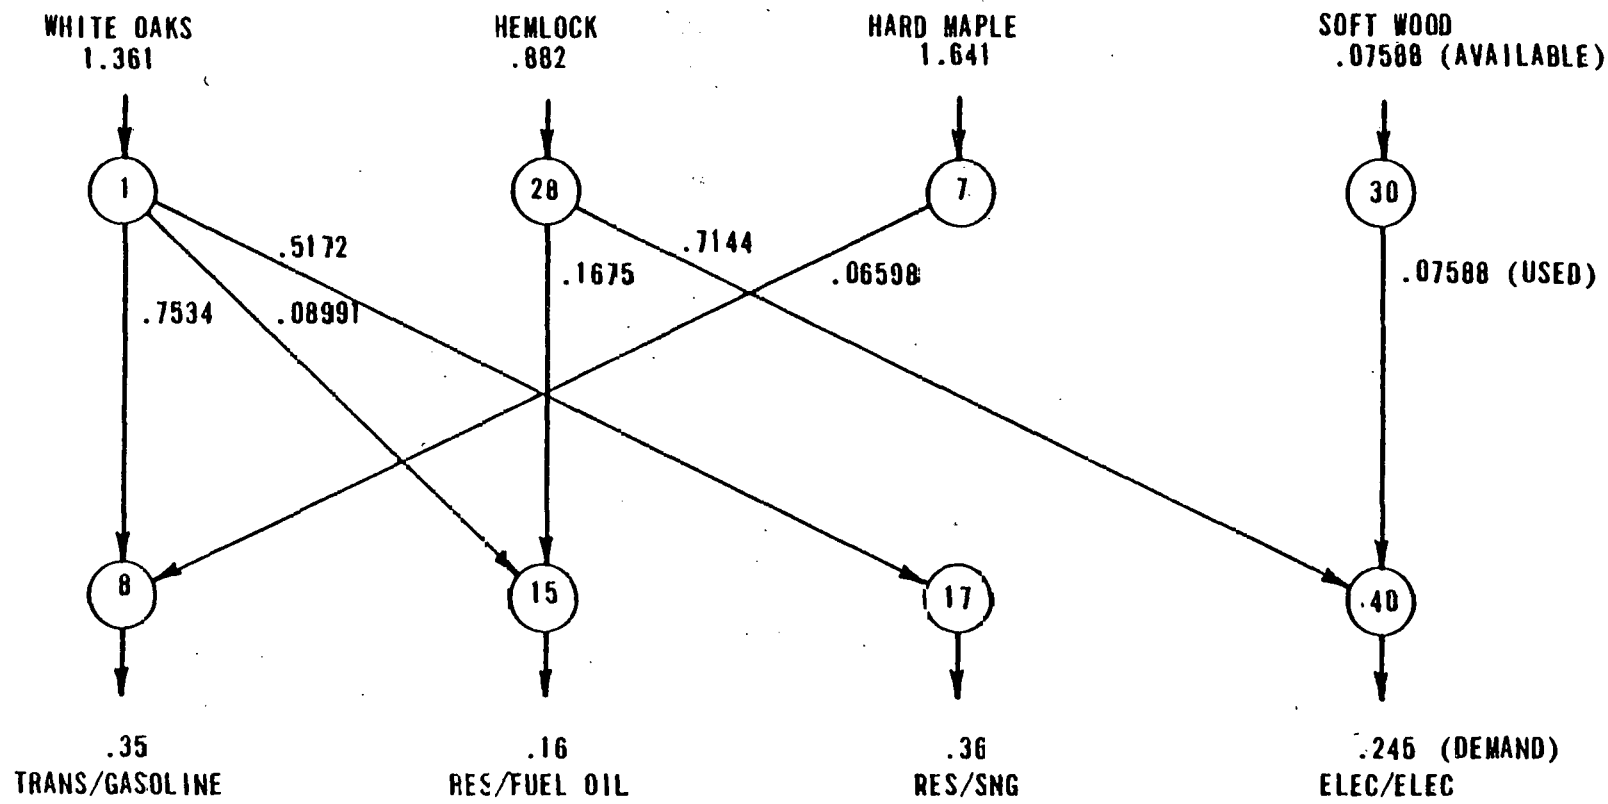 WHITE OAKS
1.361
HEMLOCK
.882
HARD MAPLE
1.641
SOFT WOOD
.07588 (AVAILABLE)
1
28
7
30
.5172
.7144
.1675
.06598
.07588 (USED)
.7534
.08991
8
15
17
40
.35
TRANS/GASOLINE
.16
RES/FUEL OIL
.36
RES/SNG
.245 (DEMAND)
ELEC/ELEC